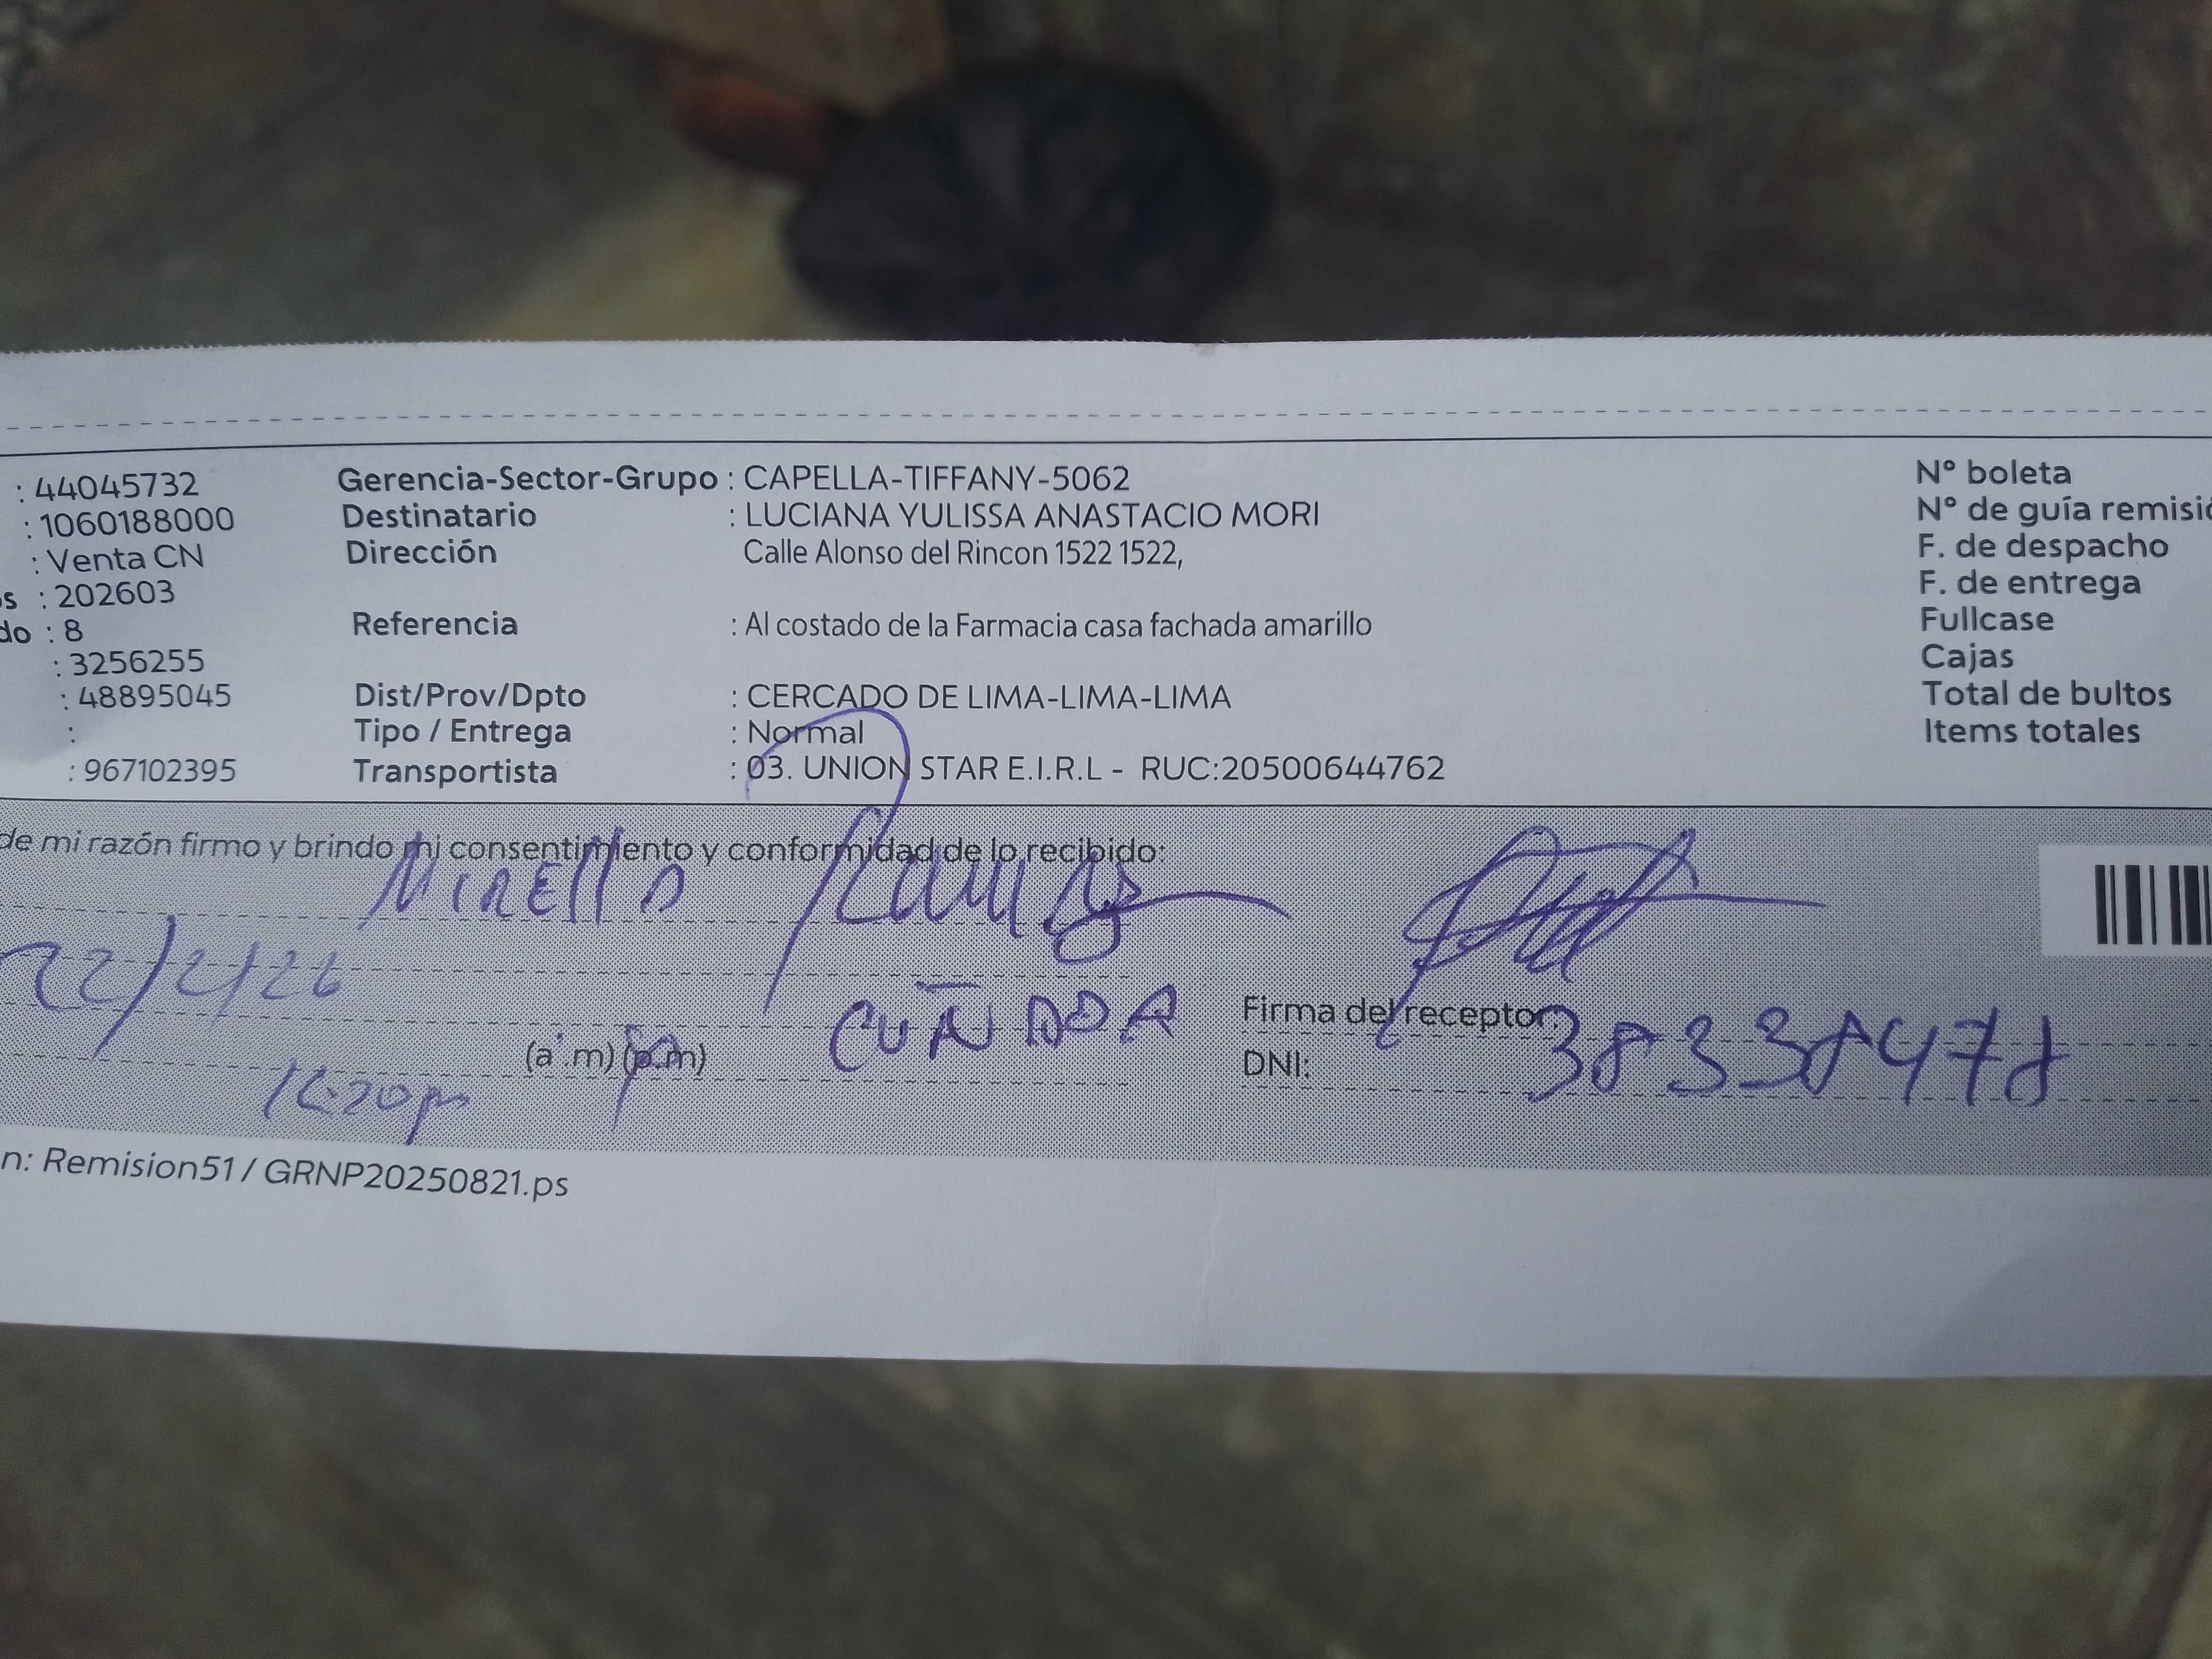 : 44045732 Gerencia-Sector-Grupo : CAPELLA-TIFFANY-5062 N° boleta
: 1060188000 Destinatario : LUCIANA YULISSA ANASTACIO MORI N° de guía remisió
: Venta CN Dirección Calle Alonso del Rincon 1522 1522, F. de despacho
s : 202603 F. de entrega
do : 8 Referencia : Al costado de la Farmacia casa fachada amarillo Fullcase
: 3256255 Cajas
: 48895045 Dist/Prov/Dpto : CERCADO DE LIMA-LIMA-LIMA Total de bultos
: Tipo / Entrega : Normal Items totales
: 967102395 Transportista : 03. UNION STAR E.I.R.L - RUC:20500644762
de mi razón firmo y brindo mi consentimiento y conformidad de lo recibido:
22/2/26
CUÑADA Firma del receptor:
(a.m) (p.m) DNI:
n: Remision51 / GRNP20250821.ps